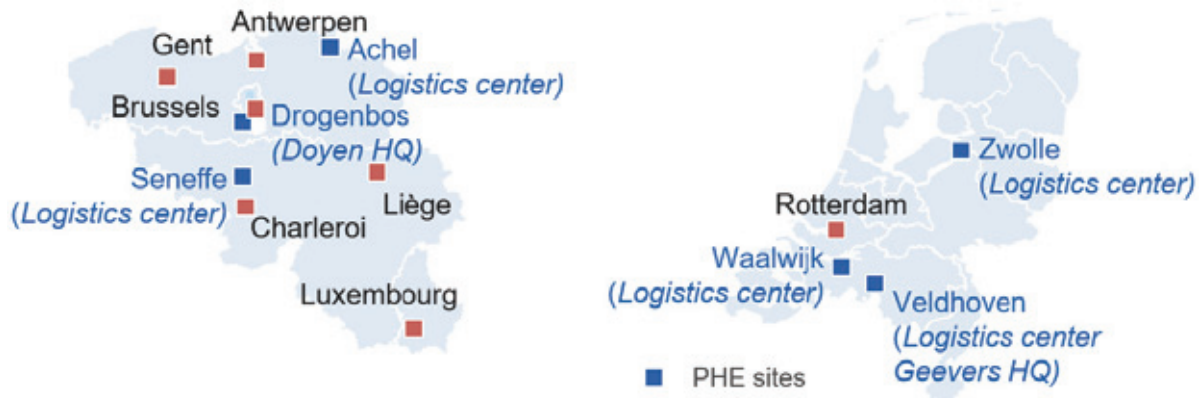 Antwerpen
Gent
Achel
(Logistics center)
Brussels
Drogenbos
(Doyen HQ)
Seneffe
(Logistics center)
Liège
Charleroi
Luxembourg
Zwolle
(Logistics center)
Rotterdam
Waalwijk
(Logistics center)
Veldhoven
(Logistics center
Geevers HQ)
PHE sites